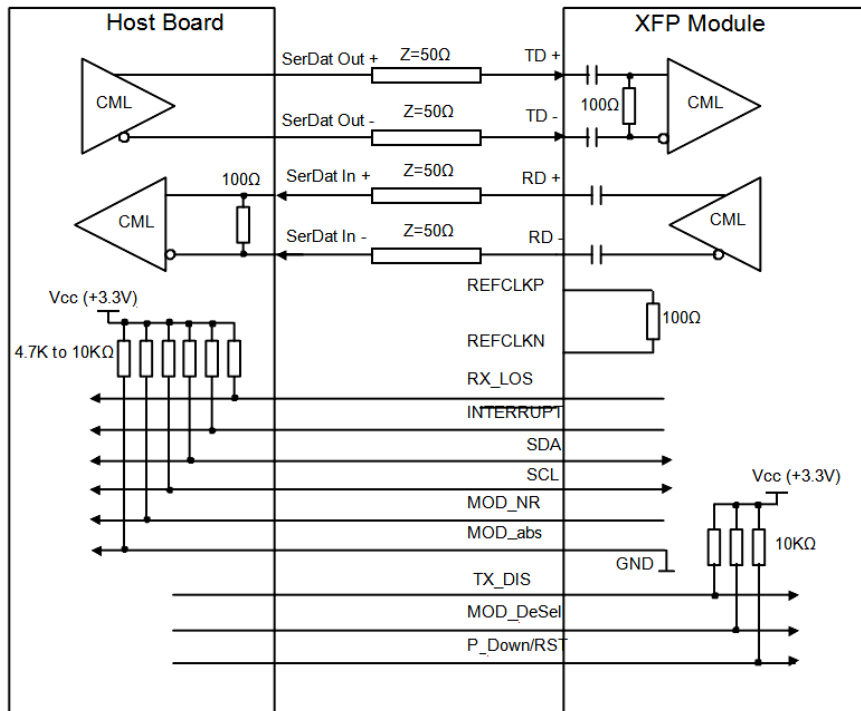 Host Board
XFP Module
SerDat Out +
Z=50Ω
TD +
CML
100Ω
CML
SerDat Out -
Z=50Ω
TD -
100Ω
SerDat In +
Z=50Ω
RD +
CML
CML
SerDat In -
Z=50Ω
RD -
REFCLKP
Vcc (+3.3V)
100Ω
4.7K to 10KΩ
REFCLKN
RX_LOS
INTERRUPT
SDA
SCL
Vcc (+3.3V)
MOD_NR
MOD_abs
10KΩ
GND
TX_DIS
MOD_DeSel
P_Down/RST